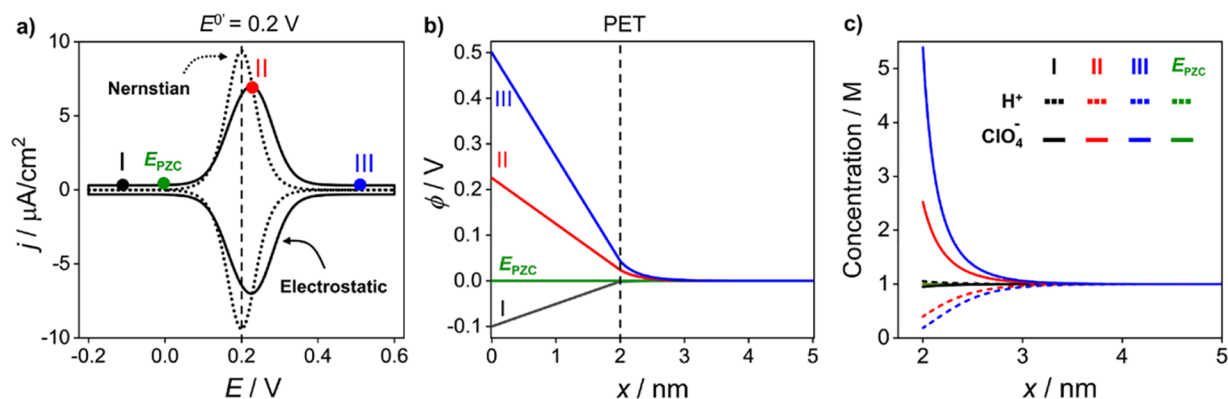 a)
E⁰' = 0.2 V
10
5
0
-5
-10
j / μA/cm²
Nernstian
II
I
E_PZC
III
Electrostatic
-0.2
0.0
0.2
0.4
0.6
E / V
b)
PET
0.5
0.4
0.3
0.2
0.1
0.0
-0.1
ϕ / V
III
II
E_PZC
I
0
1
2
3
4
5
x / nm
c)
5
4
3
2
1
0
Concentration / M
I II III E_PZC
H⁺
ClO₄⁻
2
3
4
5
x / nm